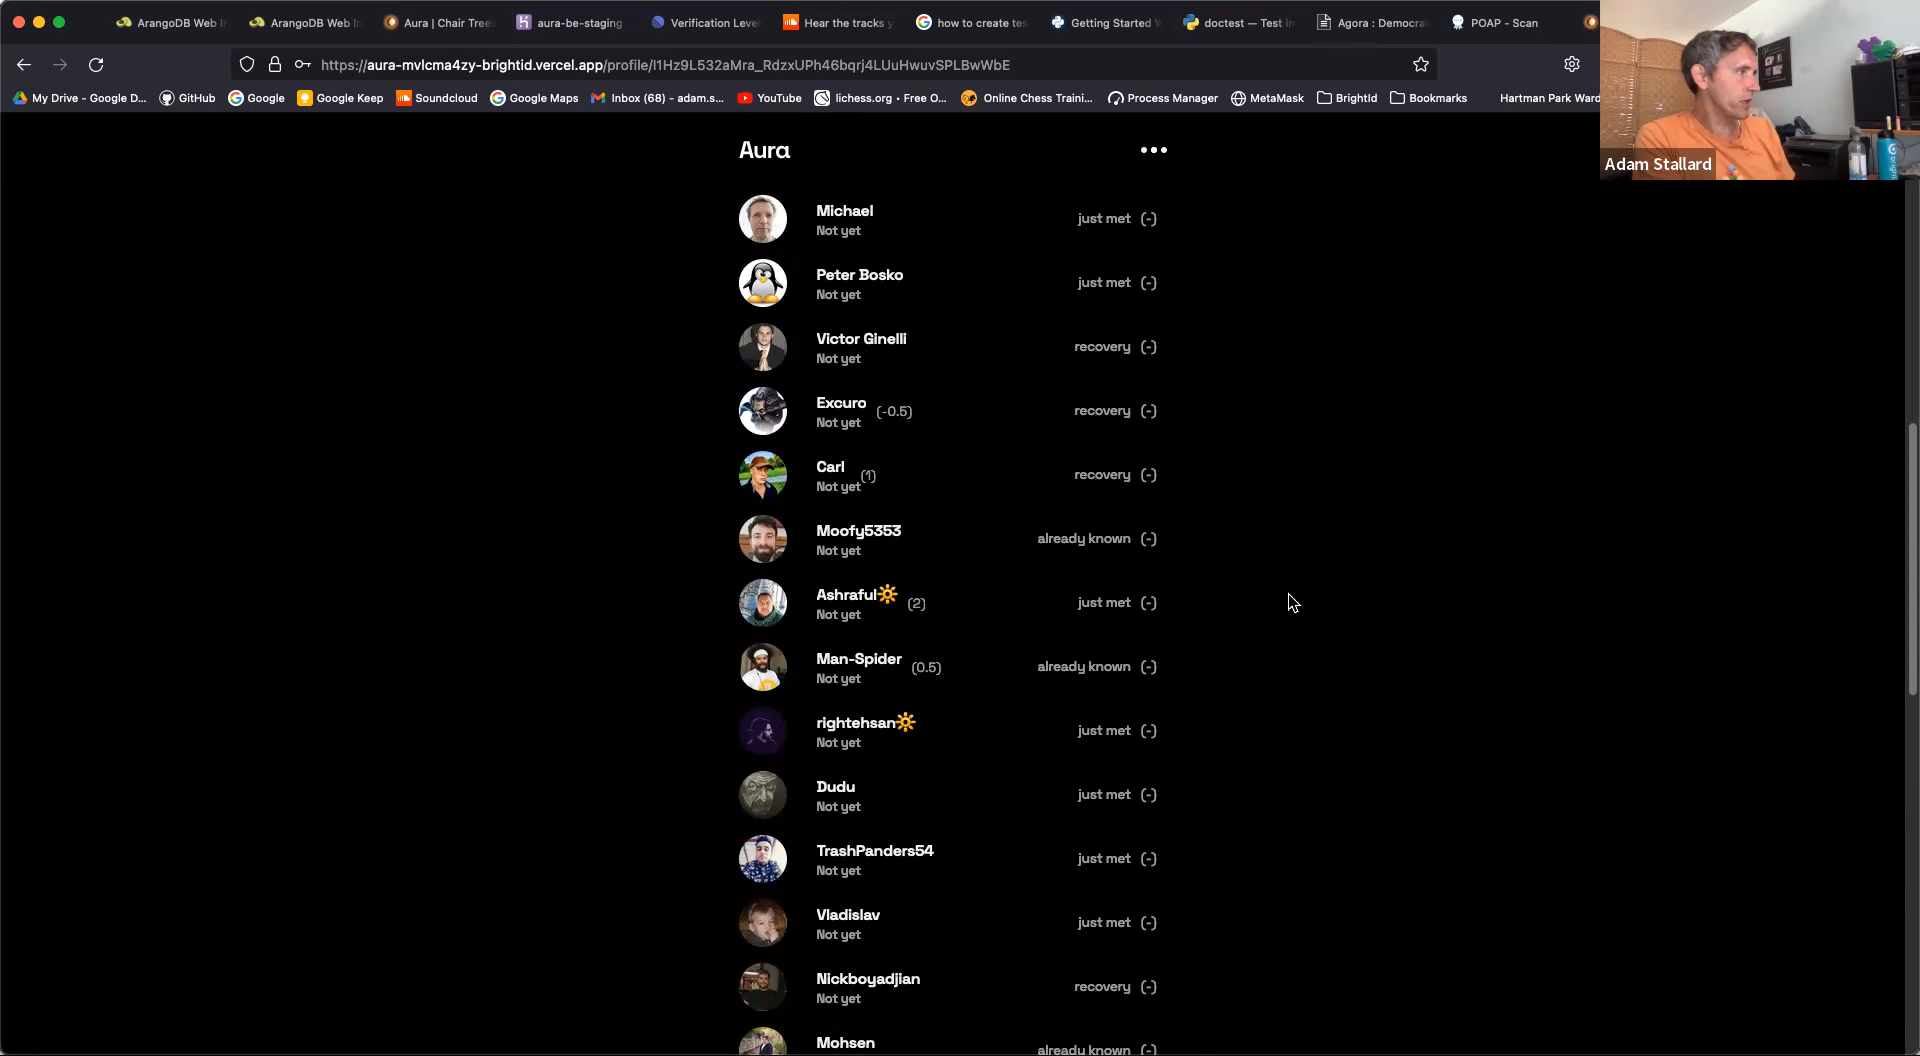 ArangoDB Web In
ArangoDB Web In
Aura | Chair Tree
aura-be-staging
Verification Leve
Hear the tracks y
how to create tes
Getting Started W
doctest — Test in
Agora : Democra
POAP - Scan
https://aura-mvlcma4zy-brightid.vercel.app/profile/l1Hz9L532aMra_RdzxUPh46bqrj4LUuHwuvSPLBwWbE
My Drive - Google D...
GitHub
Google
Google Keep
Soundcloud
Google Maps
Inbox (68) - adam.s...
YouTube
lichess.org • Free O...
Online Chess Traini...
Process Manager
MetaMask
BrightId
Bookmarks
Hartman Park Ward
Adam Stallard
Aura
Michael
Not yet
just met (-)
Peter Bosko
Not yet
just met (-)
Victor Ginelli
Not yet
recovery (-)
Excuro (-0.5)
Not yet
recovery (-)
Carl (1)
Not yet
recovery (-)
Moofy5353
Not yet
already known (-)
Ashraful🔆 (2)
Not yet
just met (-)
Man-Spider (0.5)
Not yet
already known (-)
rightehsan🔆
Not yet
just met (-)
Dudu
Not yet
just met (-)
TrashPanders54
Not yet
just met (-)
Vladislav
Not yet
just met (-)
Nickboyadjian
Not yet
recovery (-)
Mohsen
already known (-)